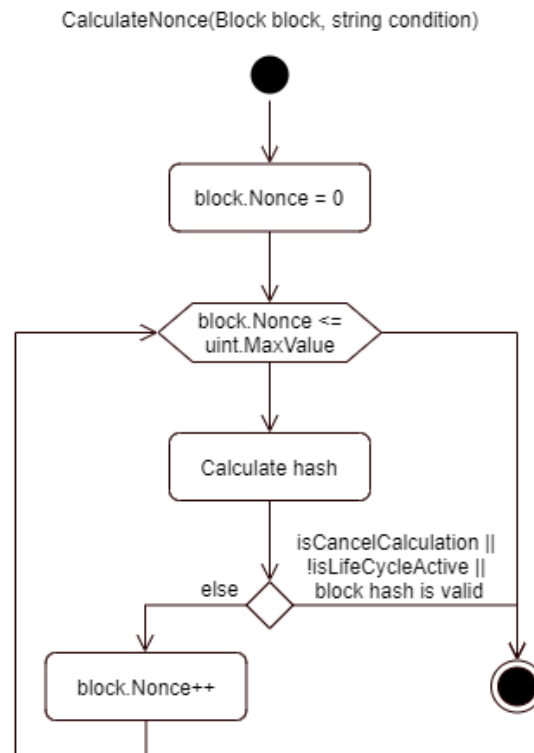 CalculateNonce(Block block, string condition)
block.Nonce = 0
block.Nonce <=
uint.MaxValue
Calculate hash
isCancelCalculation ||
!isLifeCycleActive ||
block hash is valid
else
block.Nonce++